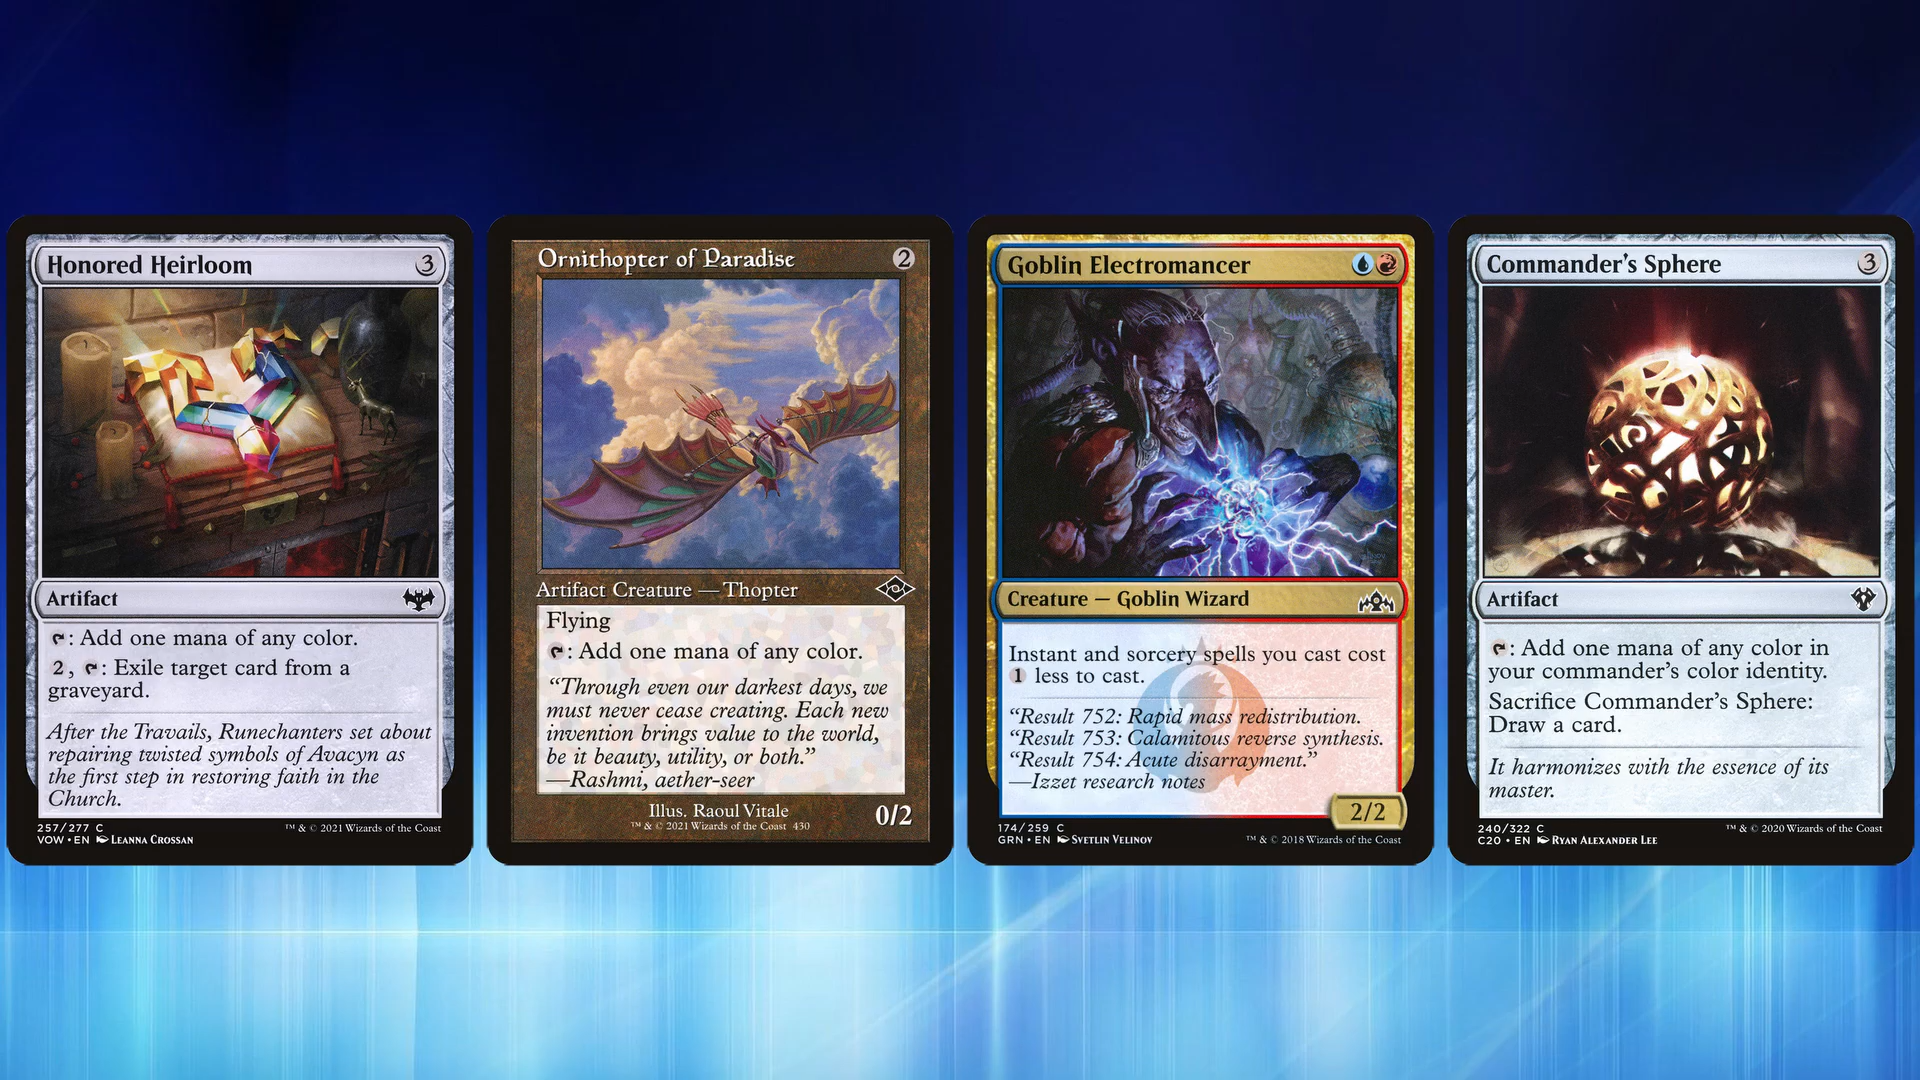 Honored Heirloom 3
Artifact
: Add one mana of any color.
2, : Exile target card from a
graveyard.
After the Travails, Runechanters set about
repairing twisted symbols of Avacyn as
the first step in restoring faith in the
Church.
257/277 C
VOW • EN Leanna Crossan
™ & © 2021 Wizards of the Coast
Ornithopter of Paradise 2
Artifact Creature — Thopter
Flying
: Add one mana of any color.
“Through even our darkest days, we
must never cease creating. Each new
invention brings value to the world,
be it beauty, utility, or both.”
—Rashmi, aether-seer
Illus. Raoul Vitale
™ & © 2021 Wizards of the Coast 430
0/2
Goblin Electromancer
Creature — Goblin Wizard
Instant and sorcery spells you cast cost
1 less to cast.
“Result 752: Rapid mass redistribution.
“Result 753: Calamitous reverse synthesis.
“Result 754: Acute disarrayment.”
—Izzet research notes
2/2
174/259 C
GRN • EN Svetlin Velinov
™ & © 2018 Wizards of the Coast
Commander's Sphere 3
Artifact
: Add one mana of any color in
your commander's color identity.
Sacrifice Commander's Sphere:
Draw a card.
It harmonizes with the essence of its
master.
240/322 C
C20 • EN Ryan Alexander Lee
™ & © 2020 Wizards of the Coast